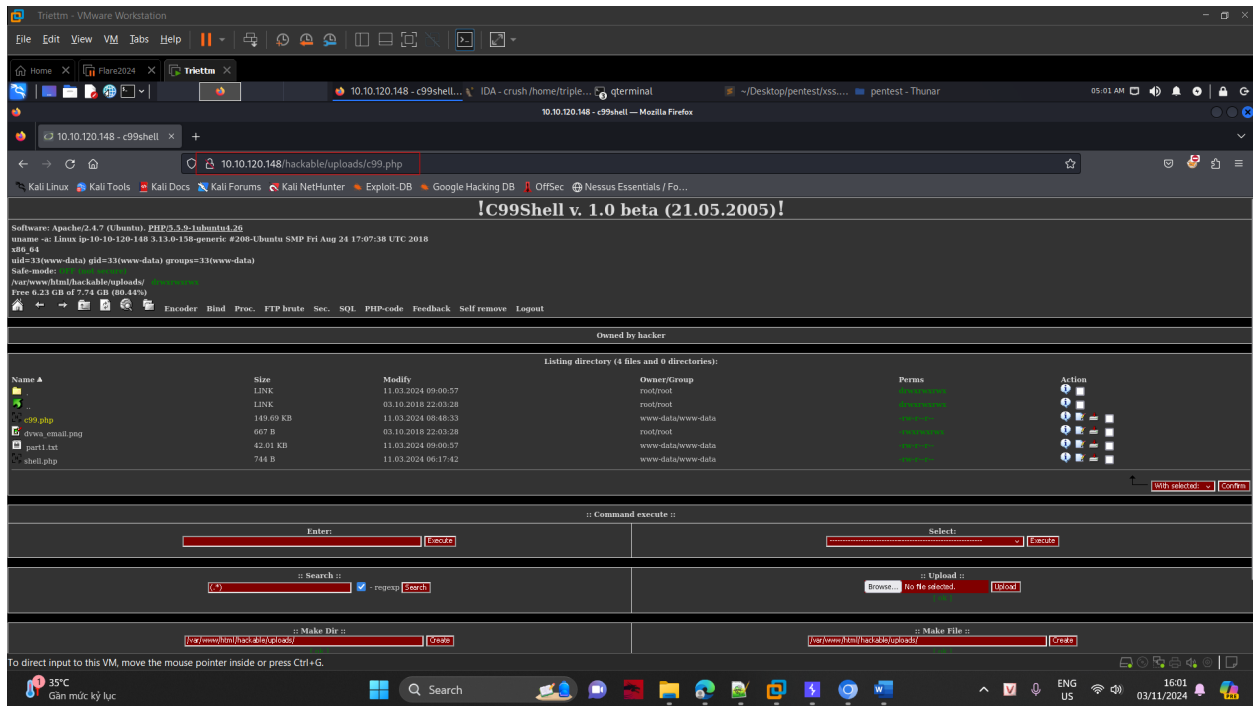 Triettm - VMware Workstation
File Edit View VM Tabs Help
Home Flare2024 Triettm
10.10.120.148 - c99shell... IDA - crush /home/triple... qterminal ~/Desktop/pentest/xss.... pentest - Thunar 05:01 AM
10.10.120.148 - c99shell — Mozilla Firefox
10.10.120.148 - c99shell
10.10.120.148/hackable/uploads/c99.php
Kali Linux Kali Tools Kali Docs Kali Forums Kali NetHunter Exploit-DB Google Hacking DB OffSec Nessus Essentials / Fo...
!C99Shell v. 1.0 beta (21.05.2005)!
Software: Apache/2.4.7 (Ubuntu). PHP/5.5.9-1ubuntu4.26
uname -a: Linux ip-10-10-120-148 3.13.0-158-generic #208-Ubuntu SMP Fri Aug 24 17:07:38 UTC 2018
x86_64
uid=33(www-data) gid=33(www-data) groups=33(www-data)
Safe-mode: OFF (not secure)
/var/www/html/hackable/uploads/ drwxrwxrwx
Free 6.23 GB of 7.74 GB (80.44%)
Encoder Bind Proc. FTP brute Sec. SQL PHP-code Feedback Self remove Logout
Owned by hacker
Listing directory (4 files and 0 directories):
Name Size Modify Owner/Group Perms Action
. LINK 11.03.2024 09:00:57 root/root drwxrwxrwx
.. LINK 03.10.2018 22:03:28 root/root drwxrwxrwx
c99.php 149.69 KB 11.03.2024 08:48:33 www-data/www-data -rw-r--r--
dvwa_email.png 667 B 03.10.2018 22:03:28 root/root -rwxrwxrwx
part1.txt 42.01 KB 11.03.2024 09:00:57 www-data/www-data -rw-r--r--
shell.php 744 B 11.03.2024 06:17:42 www-data/www-data -rw-r--r--
With selected: Confirm
:: Command execute ::
Enter: Select:
Execute Execute
:: Search :: :: Upload ::
(.*) - regexp Search Browse... No file selected. Upload
[ ok ]
:: Make Dir :: :: Make File ::
/var/www/html/hackable/uploads/ Create /var/www/html/hackable/uploads/ Create
To direct input to this VM, move the mouse pointer inside or press Ctrl+G.
1 35°C
Gần mức kỷ lục
Search
ENG
US
16:01
03/11/2024